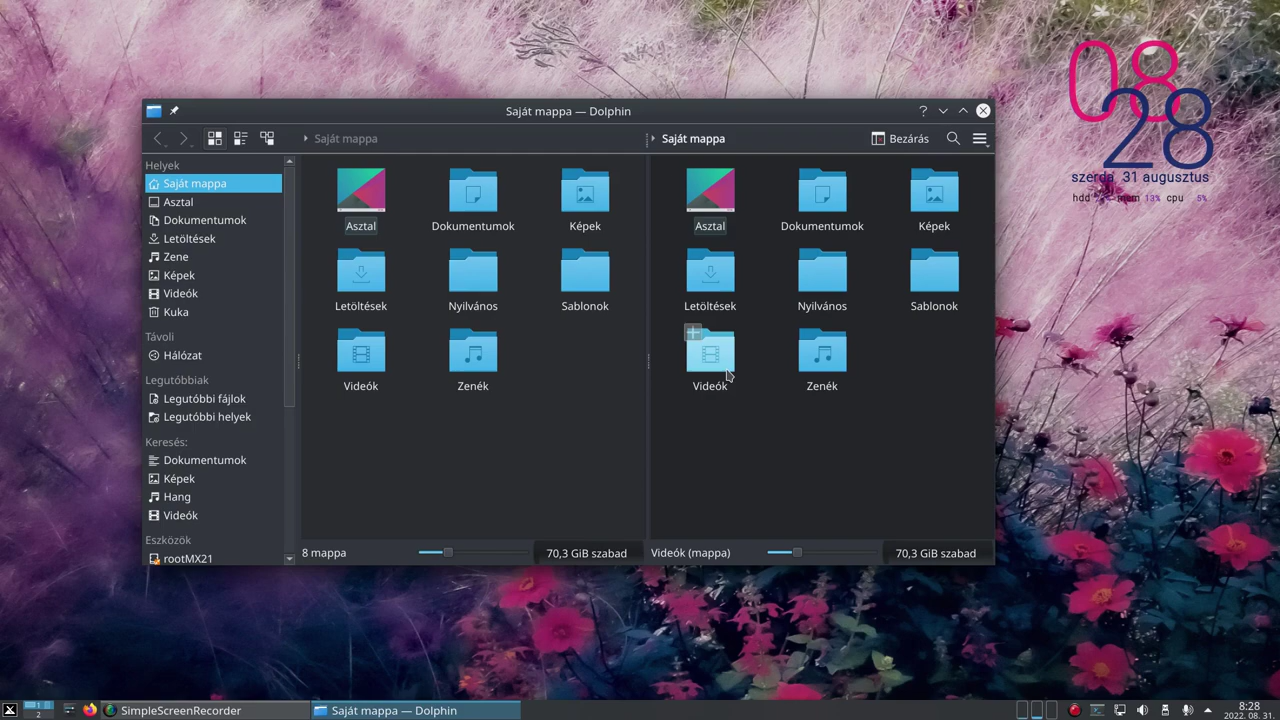 08
28
szerda, 31 augusztus
hdd mem 13% cpu 5%
Saját mappa — Dolphin
Saját mappa
Saját mappa
Bezárás
Helyek
Saját mappa
Asztal
Dokumentumok
Letöltések
Zene
Képek
Videók
Kuka
Távoli
Hálózat
Legutóbbiak
Legutóbbi fájlok
Legutóbbi helyek
Keresés:
Dokumentumok
Képek
Hang
Videók
Eszközök
rootMX21
Asztal
Dokumentumok
Képek
Letöltések
Nyilvános
Sablonok
Videók
Zenék
8 mappa
70,3 GiB szabad
Asztal
Dokumentumok
Képek
Letöltések
Nyilvános
Sablonok
Videók
Zenék
Videók (mappa)
70,3 GiB szabad
1
2
SimpleScreenRecorder
Saját mappa — Dolphin
8:28
2022. 08. 31.